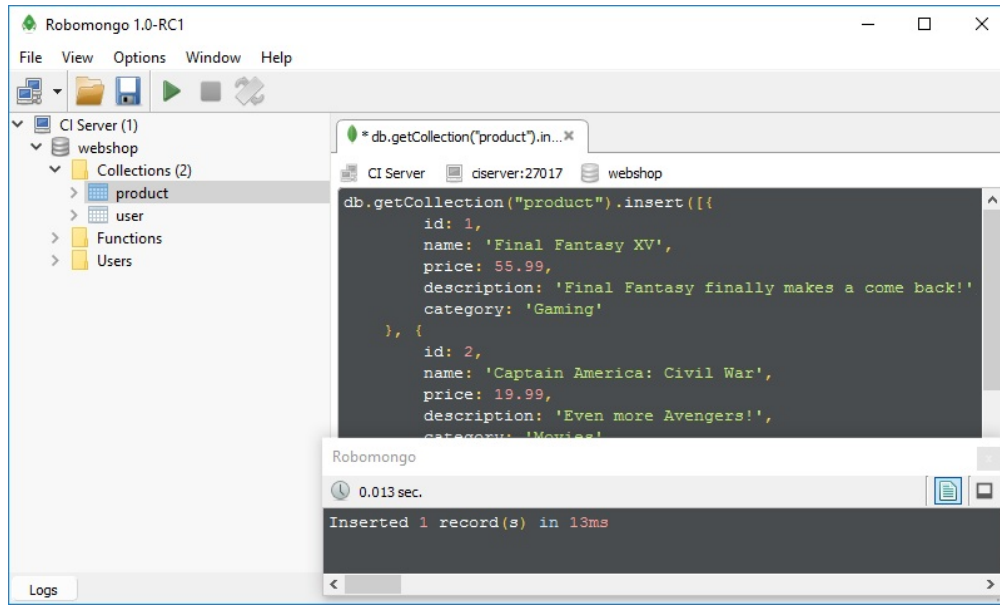 Robomongo 1.0-RC1
File View Options Window Help
CI Server (1)
webshop
Collections (2)
product
user
Functions
Users
* db.getCollection("product").in...
CI Server ciserver:27017 webshop
db.getCollection("product").insert([{
id: 1,
name: 'Final Fantasy XV',
price: 55.99,
description: 'Final Fantasy finally makes a come back!'
category: 'Gaming'
}, {
id: 2,
name: 'Captain America: Civil War',
price: 19.99,
description: 'Even more Avengers!',
category: 'Movies'
Robomongo
0.013 sec.
Inserted 1 record(s) in 13ms
Logs